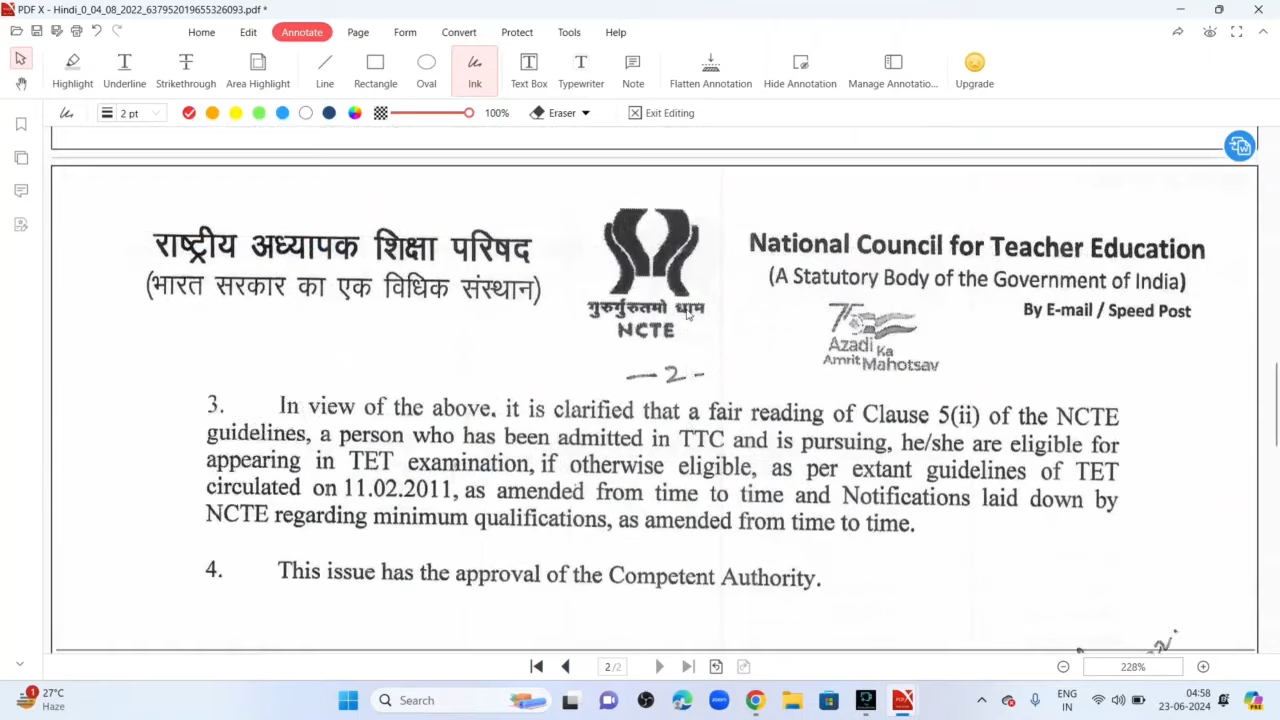 PDF X - Hindi_0_04_08_2022_637952019655326093.pdf *
Home Edit Annotate Page Form Convert Protect Tools Help
Highlight Underline Strikethrough Area Highlight Line Rectangle Oval Ink Text Box Typewriter Note Flatten Annotation Hide Annotation Manage Annotatio... Upgrade
2 pt 100% Eraser Exit Editing
राष्ट्रीय अध्यापक शिक्षा परिषद
(भारत सरकार का एक विधिक संस्थान)
गुरुर्गुरुतमो धाम
NCTE
National Council for Teacher Education
(A Statutory Body of the Government of India)
By E-mail / Speed Post
75
Azadi Ka
Amrit Mahotsav
-2-
3. In view of the above, it is clarified that a fair reading of Clause 5(ii) of the NCTE
guidelines, a person who has been admitted in TTC and is pursuing, he/she are eligible for
appearing in TET examination, if otherwise eligible, as per extant guidelines of TET
circulated on 11.02.2011, as amended from time to time and Notifications laid down by
NCTE regarding minimum qualifications, as amended from time to time.
4. This issue has the approval of the Competent Authority.
2/2
228%
1 27°C
Haze
Search
zoom
ENG
IN
04:58
23-06-2024